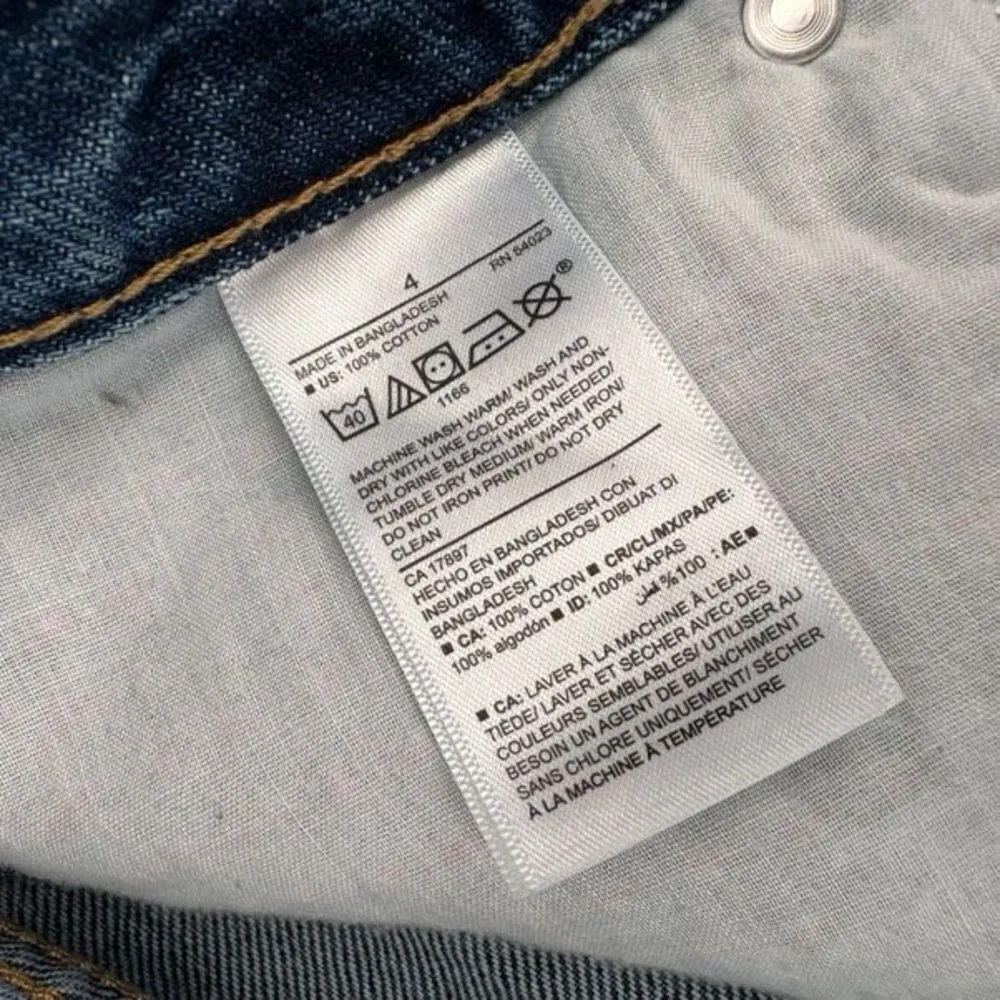 4
RN 54023
MADE IN BANGLADESH
■ US: 100% COTTON
40
®
1166
MACHINE WASH WARM/ WASH AND
DRY WITH LIKE COLORS/ ONLY NON-
CHLORINE BLEACH WHEN NEEDED/
TUMBLE DRY MEDIUM/ WARM IRON/
DO NOT IRON PRINT/ DO NOT DRY
CLEAN
CA 17897
HECHO EN BANGLADESH CON
INSUMOS IMPORTADOS/ DIBUAT DI
BANGLADESH
■ CA: 100% COTON ■ CR/CL/MX/PA/PE:
100% algodón ■ ID: 100% KAPAS
■AE : 100%
■ CA: LAVER À LA MACHINE À L'EAU
TIÈDE/ LAVER ET SÉCHER AVEC DES
COULEURS SEMBLABLES/ UTILISER AU
BESOIN UN AGENT DE BLANCHIMENT
SANS CHLORE UNIQUEMENT/ SÉCHER
À LA MACHINE À TEMPÉRATURE